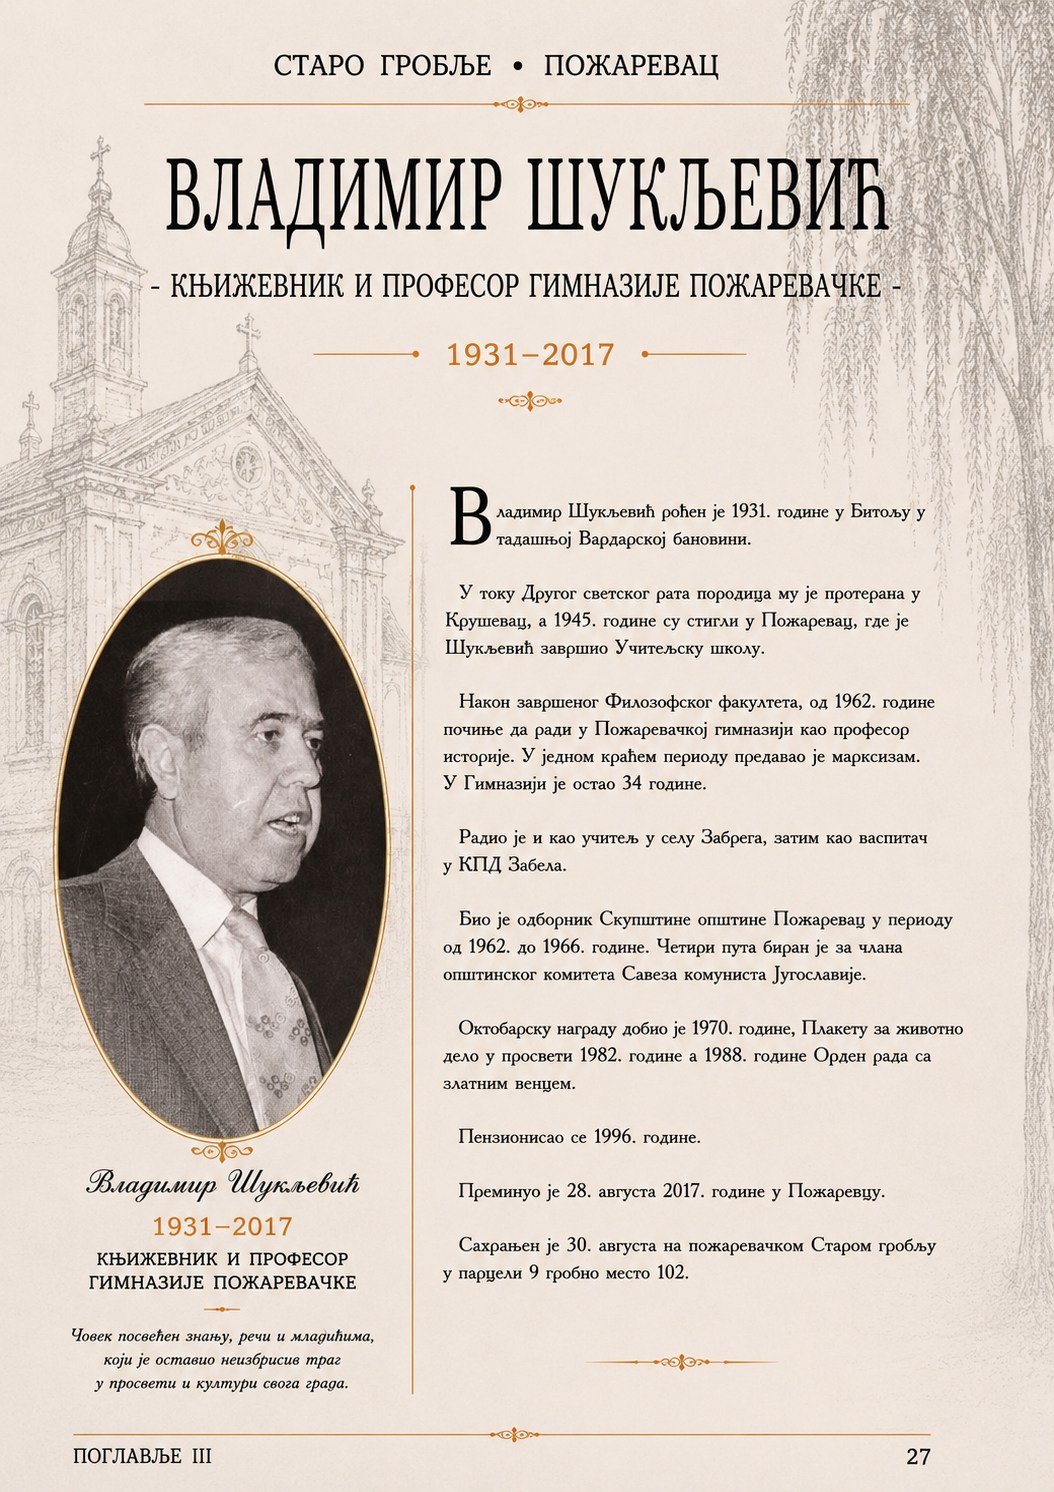 СТАРО ГРОБЉЕ • ПОЖАРЕВАЦ
ВЛАДИМИР ШУКЉЕВИЋ
- КЊИЖЕВНИК И ПРОФЕСОР ГИМНАЗИЈЕ ПОЖАРЕВАЧКЕ -
1931–2017
Владимир Шукљевић рођен је 1931. године у Битољу у
тадашњој Вардарској бановини.
У току Другог светског рата породица му је протерана у
Крушевац, а 1945. године су стигли у Пожаревац, где је
Шукљевић завршио Учитељску школу.
Након завршеног Филозофског факултета, од 1962. године
почиње да ради у Пожаревачкој гимназији као професор
историје. У једном краћем периоду предавао је марксизам.
У Гимназији је остао 34 године.
Радио је и као учитељ у селу Забрега, затим као васпитач
у КПД Забела.
Био је одборник Скупштине општине Пожаревац у периоду
од 1962. до 1966. године. Четири пута биран је за члана
општинског комитета Савеза комуниста Југославије.
Октобарску награду добио је 1970. године, Плакету за животно
дело у просвети 1982. године а 1988. године Орден рада са
златним венцем.
Пензионисао се 1996. године.
Преминуо је 28. августа 2017. године у Пожаревцу.
Сахрањен је 30. августа на пожаревачком Старом гробљу
у парцели 9 гробно место 102.
Владимир Шукљевић
1931–2017
КЊИЖЕВНИК И ПРОФЕСОР
ГИМНАЗИЈЕ ПОЖАРЕВАЧКЕ
Човек посвећен знању, речи и младићима,
који је оставио неизбрисив траг
у просвети и култури свога града.
ПОГЛАВЉЕ III
27